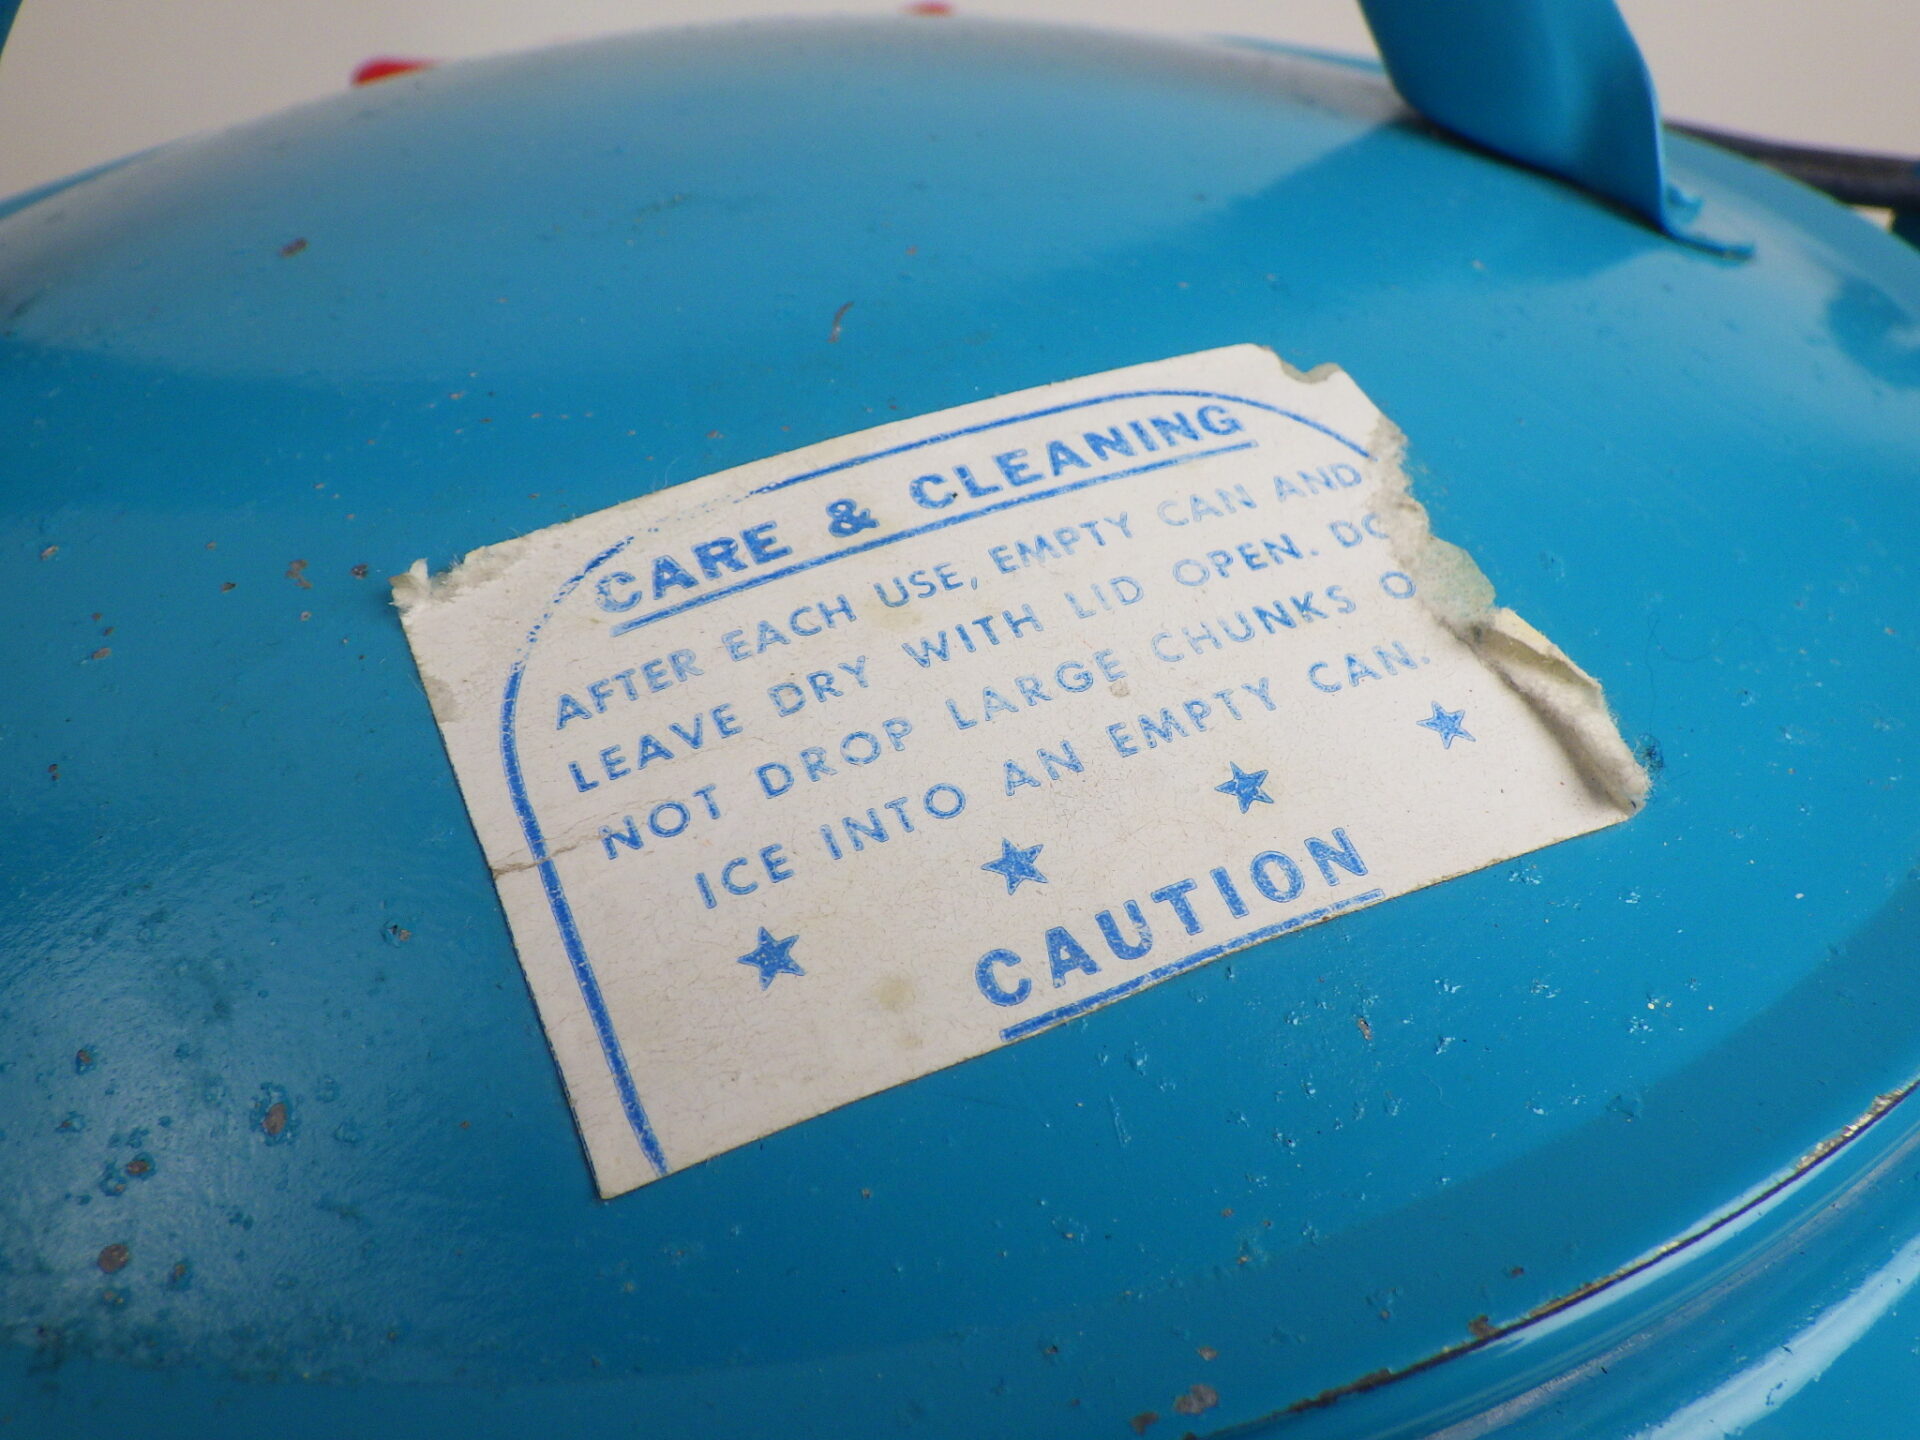 CARE & CLEANING
AFTER EACH USE, EMPTY CAN AND
LEAVE DRY WITH LID OPEN. DO
NOT DROP LARGE CHUNKS O
ICE INTO AN EMPTY CAN.
CAUTION